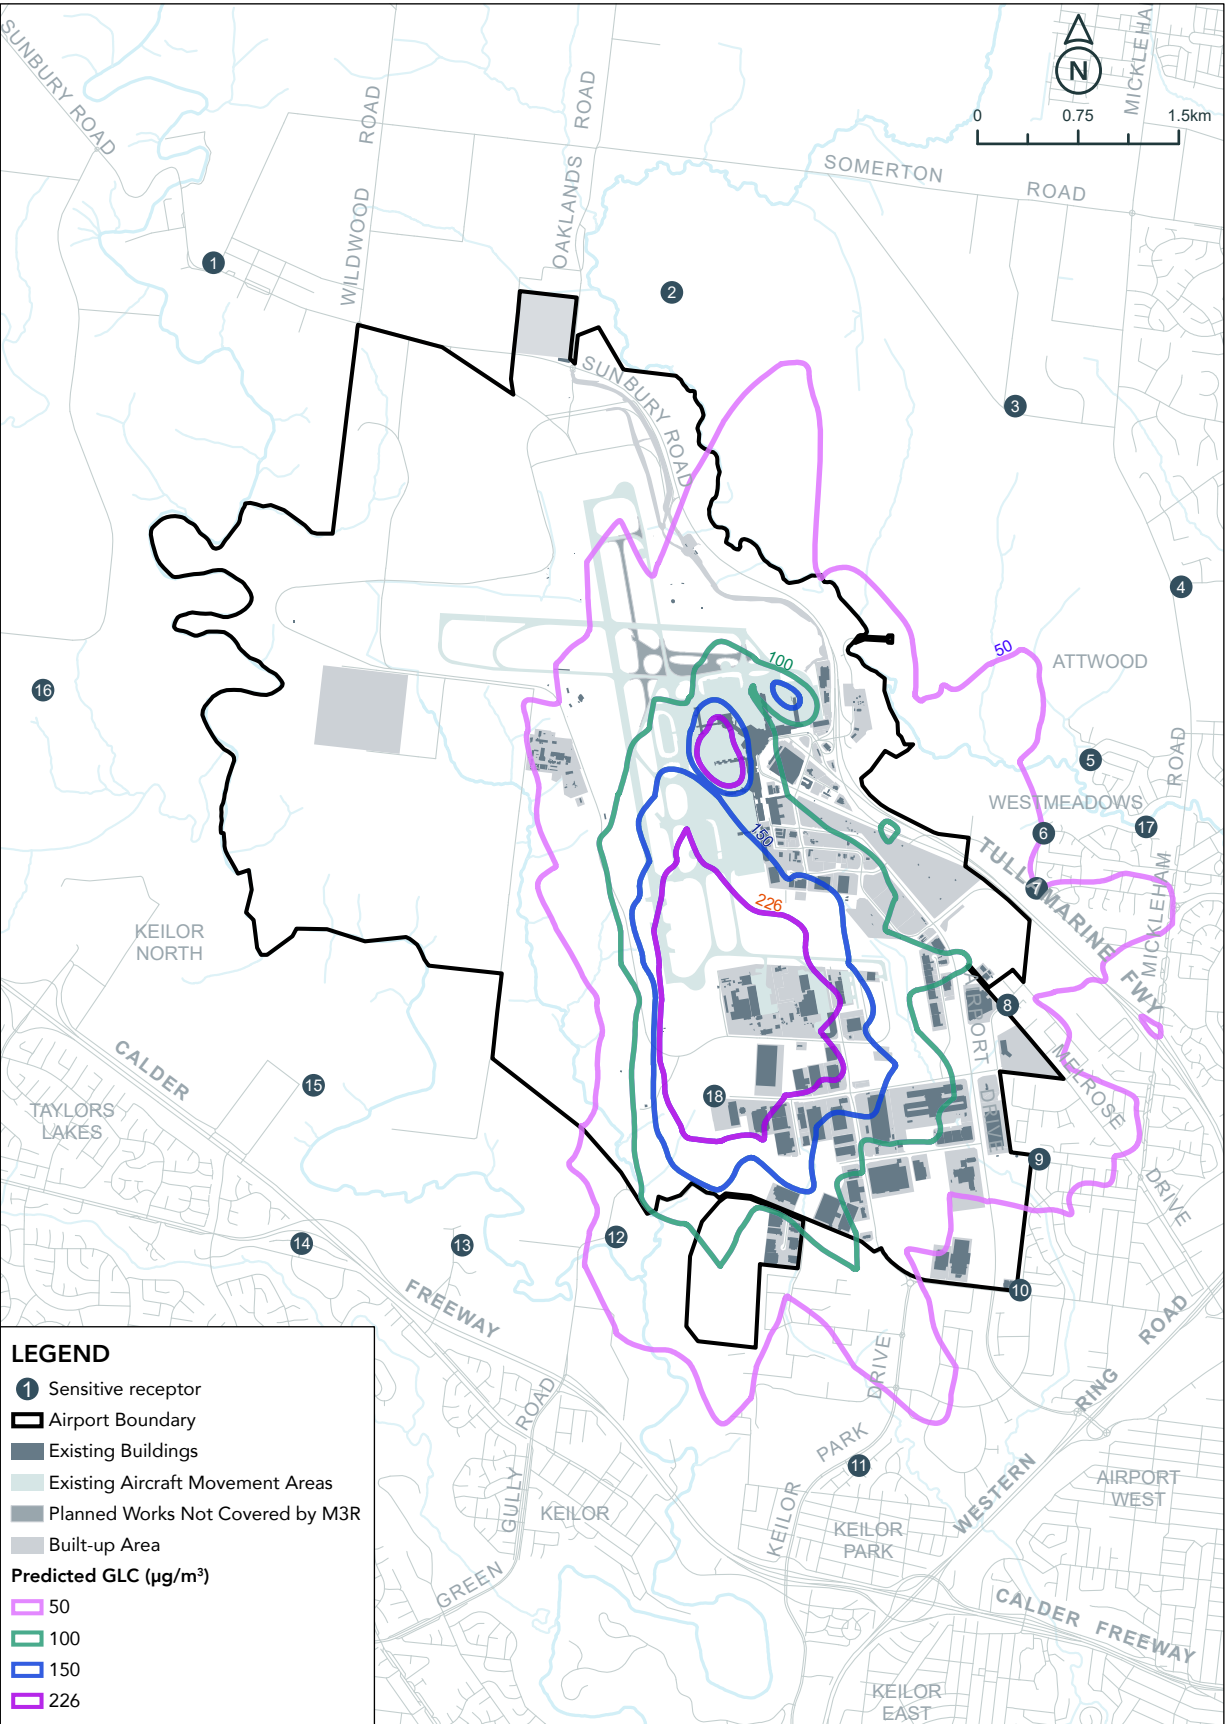 SUNBURY ROAD
WILDWOOD ROAD
OAKLANDS ROAD
N
0 0.75 1.5km
SOMERTON ROAD
1
2
SUNBURY ROAD
3
4
50
ATTWOOD
100
16
5
ROAD
WESTMEADOWS
6
17
150
TULLAMARINE FWY
7
MICKLEHAM
226
KEILOR
NORTH
8
AIRPORT DRIVE
MELROSE
DRIVE
CALDER
FREEWAY
15
18
TAYLORS
LAKES
9
14
13
12
10
LEGEND
1 Sensitive receptor
Airport Boundary
Existing Buildings
Existing Aircraft Movement Areas
Planned Works Not Covered by M3R
Built-up Area
Predicted GLC (µg/m³)
50
100
150
226
GREEN
GULLY
ROAD
KEILOR
KEILOR
PARK
DRIVE
11
KEILOR
PARK
WESTERN
RING
ROAD
AIRPORT
WEST
CALDER FREEWAY
KEILOR
EAST